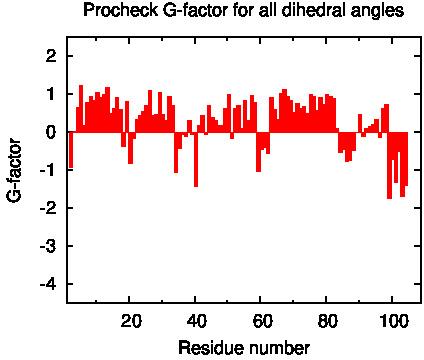 Procheck G-factor for all dihedral angles
2
1
0
-1
-2
-3
-4
G-factor
20 40 60 80 100
Residue number